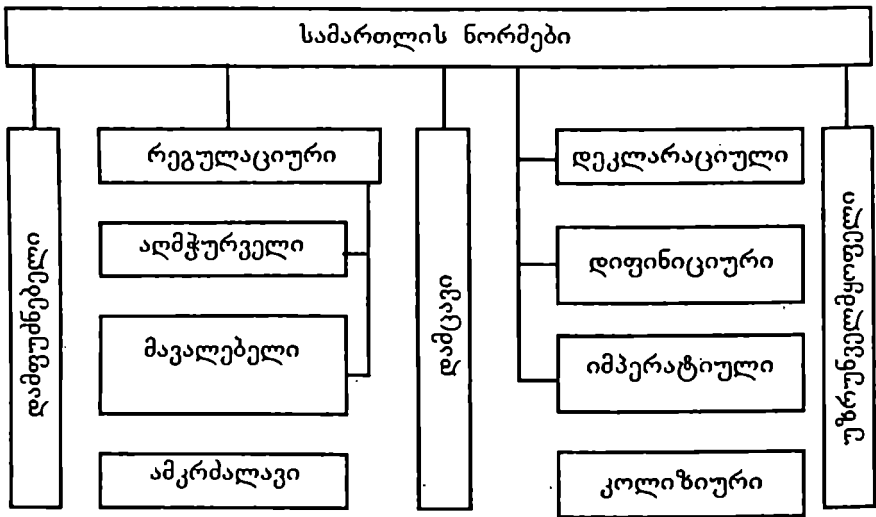 სამართლის ნორმები
დამფუძნებელი
რეგულაციური
აღმჭურველი
მავალებელი
ამკრძალავი
დამცავი
დეკლარაციული
დიფინიციური
იმპერატიული
კოლიზიური
უზრუნველმყოფელი